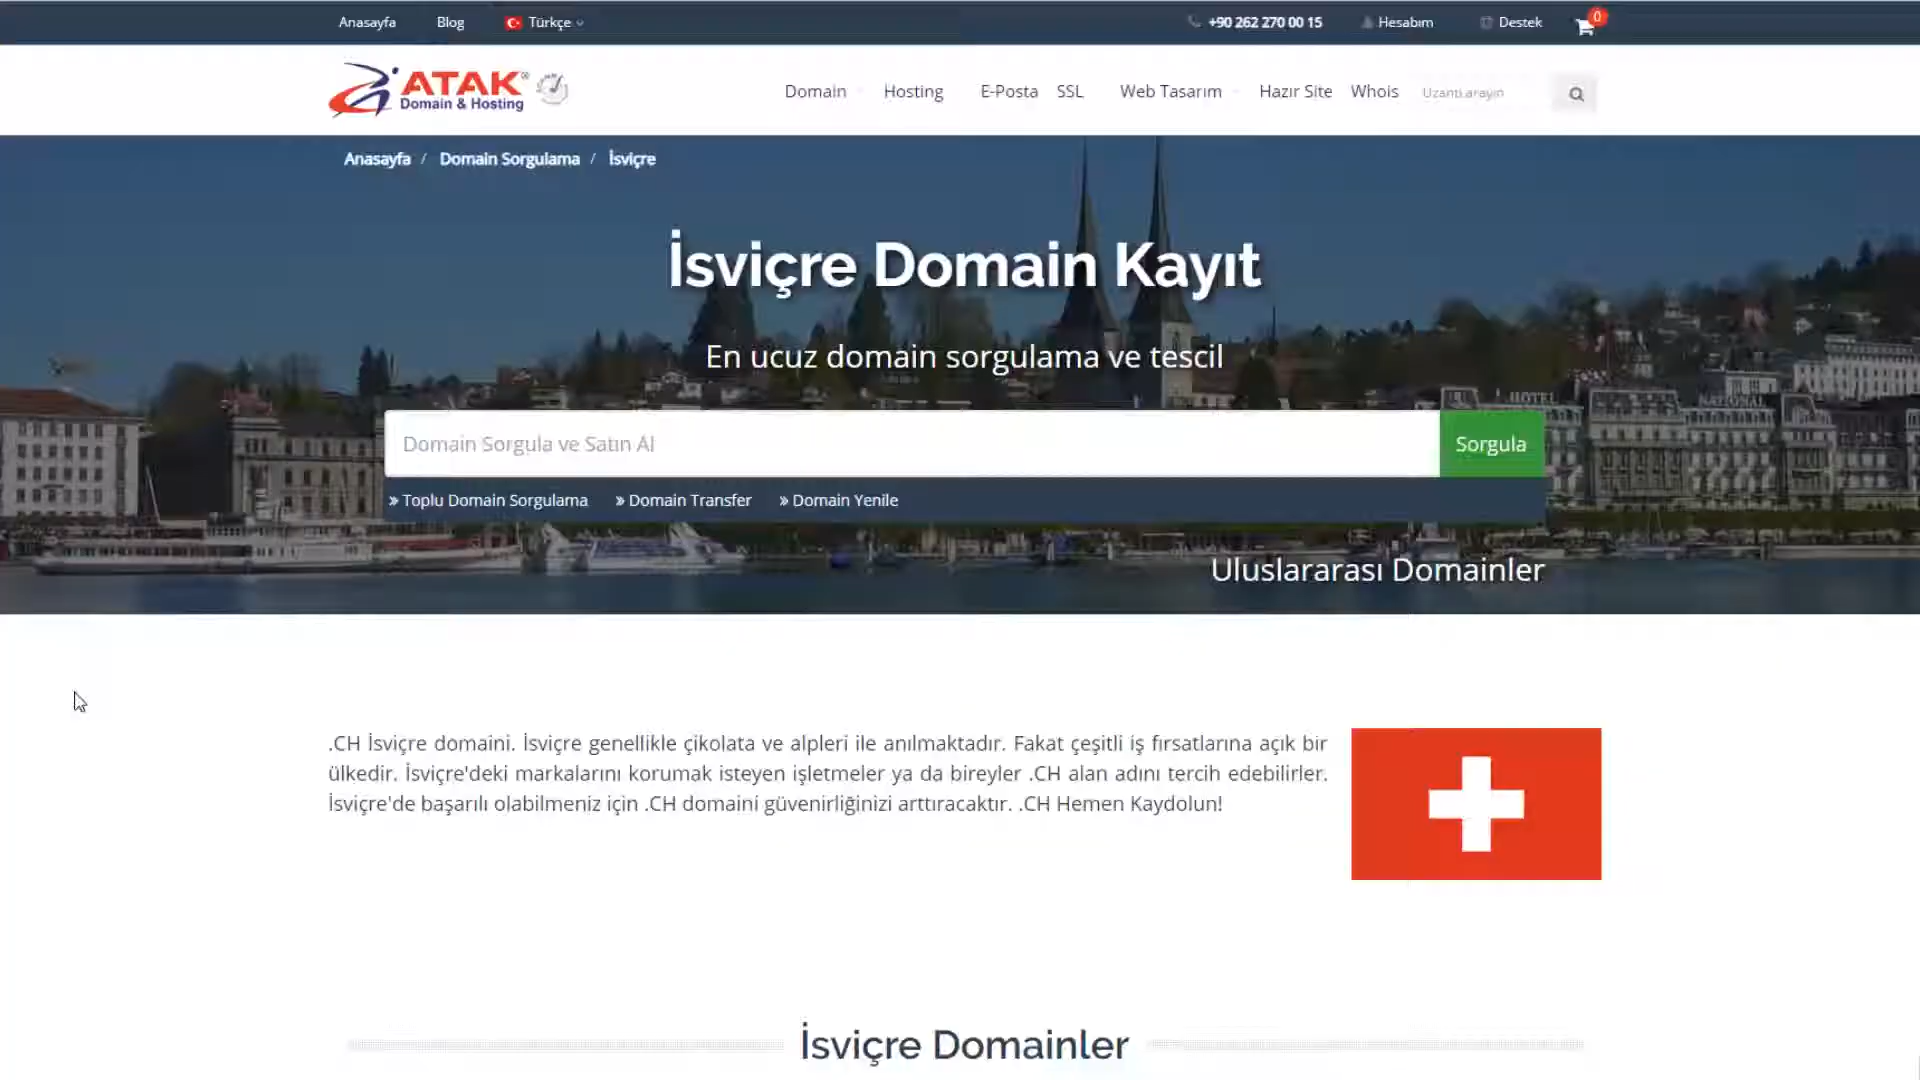 Anasayfa Blog Türkçe +90 262 270 00 15 Hesabım Destek 0
ATAK®
Domain & Hosting
Domain Hosting E-Posta SSL Web Tasarım Hazır Site Whois Uzantı arayın
Anasayfa / Domain Sorgulama / İsviçre
İsviçre Domain Kayıt
En ucuz domain sorgulama ve tescil
HOTEL NATIONAL
Domain Sorgula ve Satın Al Sorgula
» Toplu Domain Sorgulama » Domain Transfer » Domain Yenile
Uluslararası Domainler
.CH İsviçre domaini. İsviçre genellikle çikolata ve alpleri ile anılmaktadır. Fakat çeşitli iş fırsatlarına açık bir
ülkedir. İsviçre'deki markalarını korumak isteyen işletmeler ya da bireyler .CH alan adını tercih edebilirler.
İsviçre'de başarılı olabilmeniz için .CH domaini güvenirliğinizi arttıracaktır. .CH Hemen Kaydolun!
İsviçre Domainler